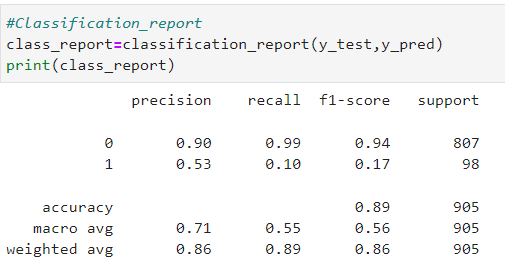 #Classification_report
class_report=classification_report(y_test,y_pred)
print(class_report)
precision recall f1-score support
0 0.90 0.99 0.94 807
1 0.53 0.10 0.17 98
accuracy 0.89 905
macro avg 0.71 0.55 0.56 905
weighted avg 0.86 0.89 0.86 905